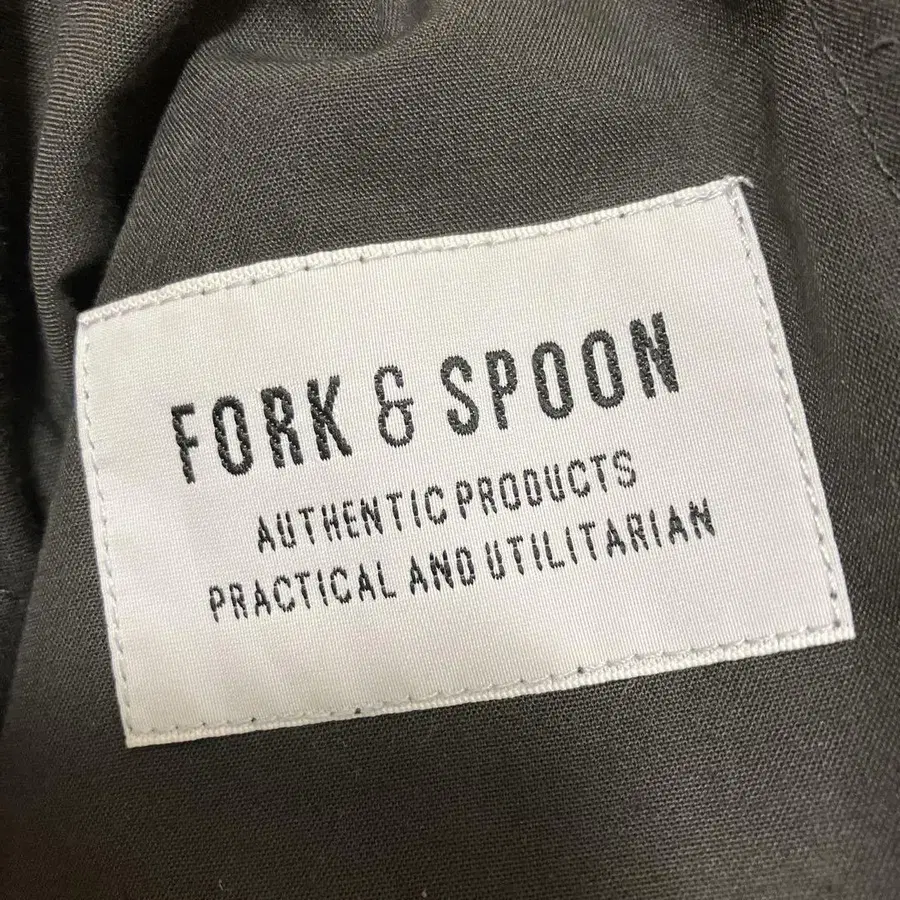 FORK & SPOON
AUTHENTIC PRODUCTS
PRACTICAL AND UTILITARIAN